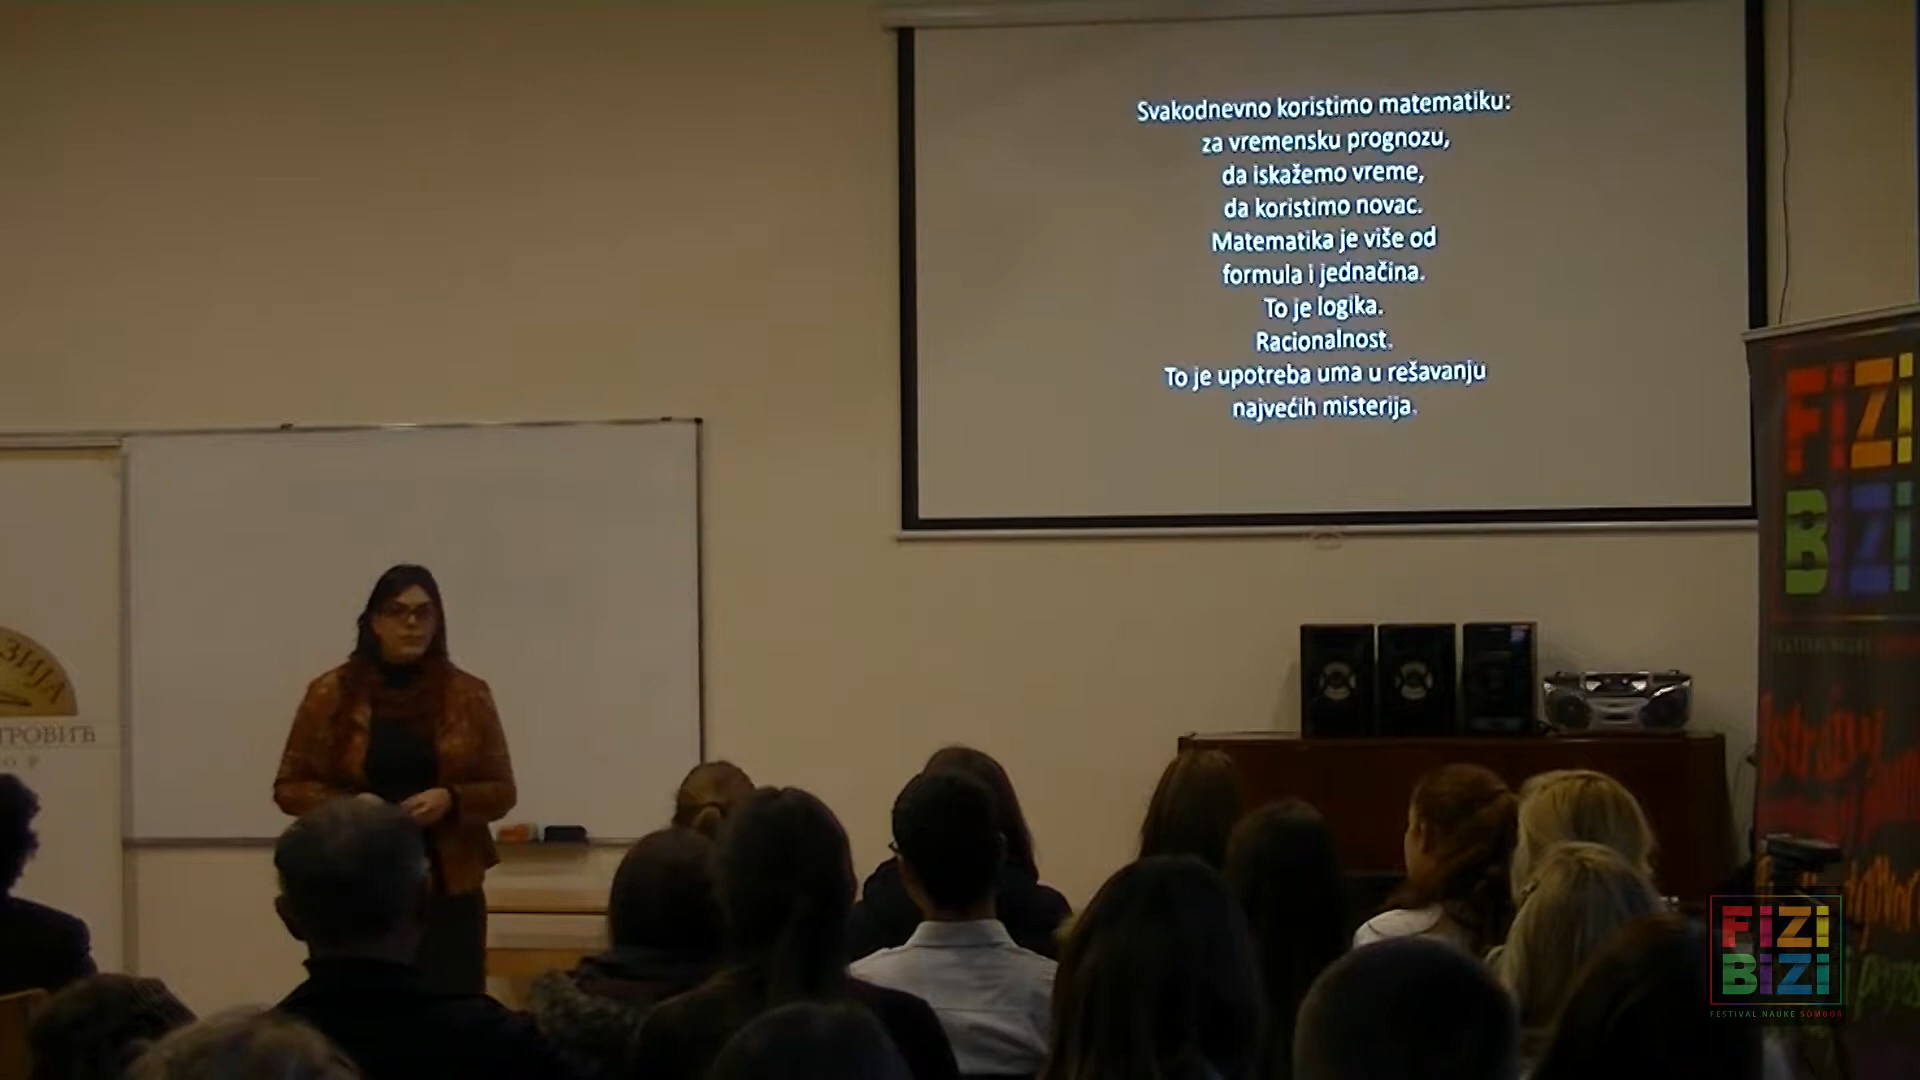 Svakodnevno koristimo matematiku:
za vremensku prognozu,
da iskažemo vreme,
da koristimo novac.
Matematika je više od
formula i jednačina.
To je logika.
Racionalnost.
To je upotreba uma u rešavanju
najvećih misterija.
FIZI
BIZI
FIZI
BIZI
FESTIVAL NAUKE SOMBOR